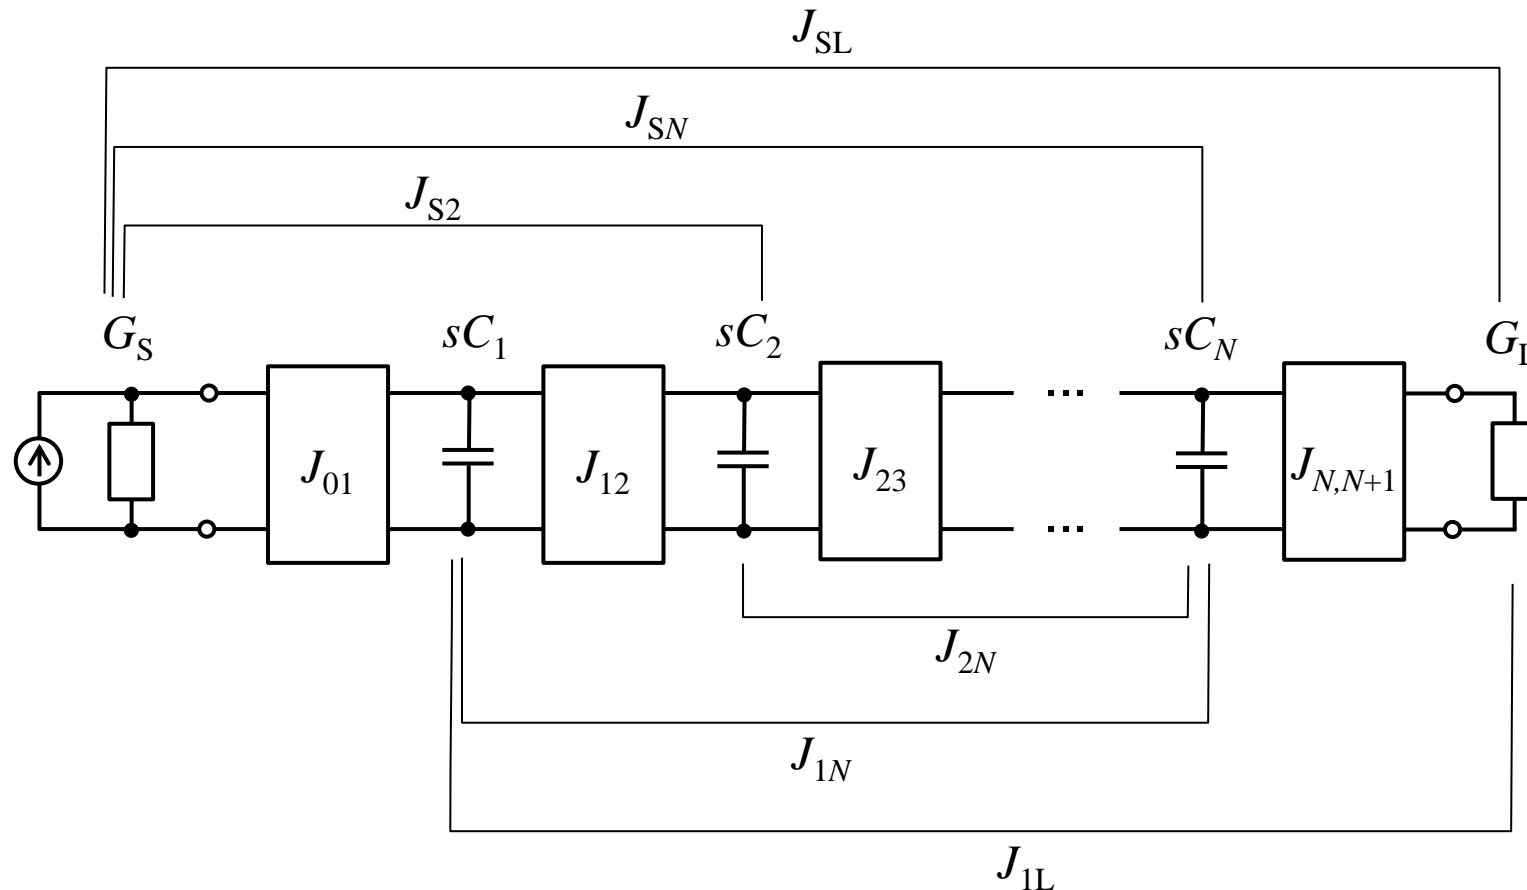 J_SL
J_SN
J_S2
G_S sC_1 sC_2 sC_N
J_01 J_12 J_23 ... ... J_N,N+1
J_2N
J_1N
J_1L